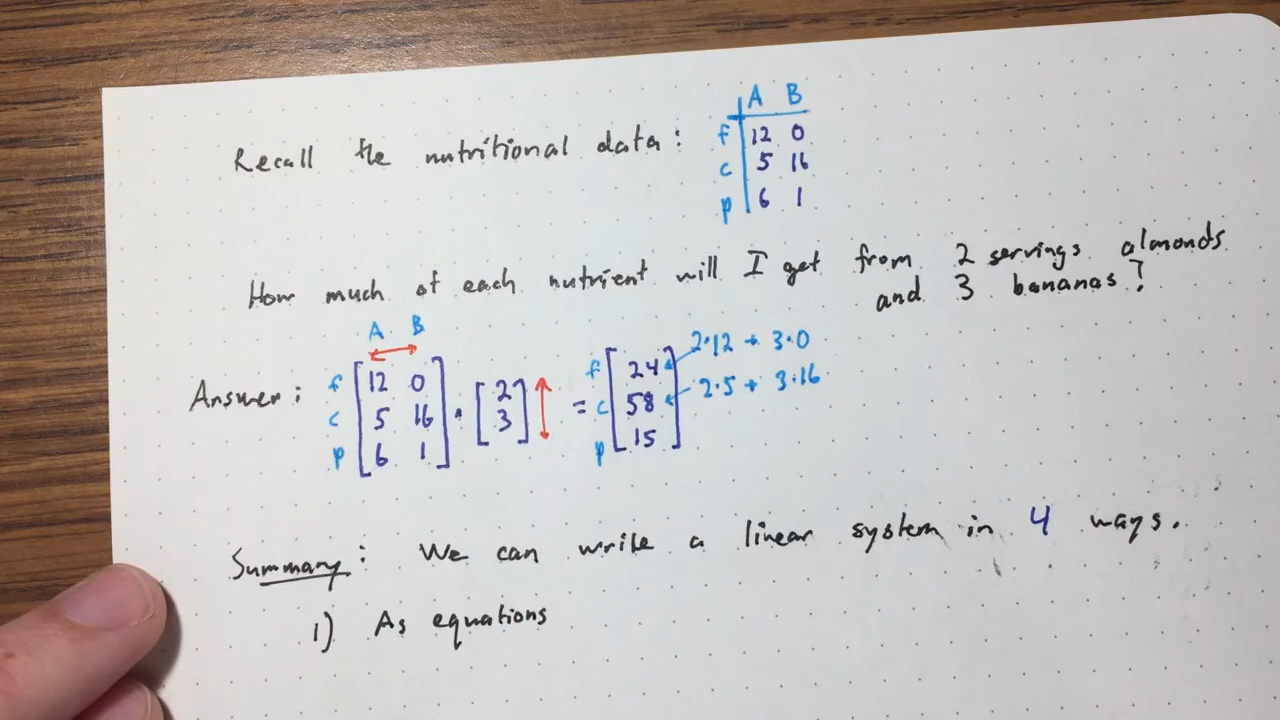 A B
Recall the nutritional data: f 12 0
c 5 16
p 6 1
How much of each nutrient will I get from 2 servings almonds
and 3 bananas?
A B
Answer: f [12 0] [2] = f [24] 2·12 + 3·0
c [5 16] · [3] c [58] 2·5 + 3·16
p [6 1] p [15]
Summary: We can write a linear system in 4 ways.
1) As equations